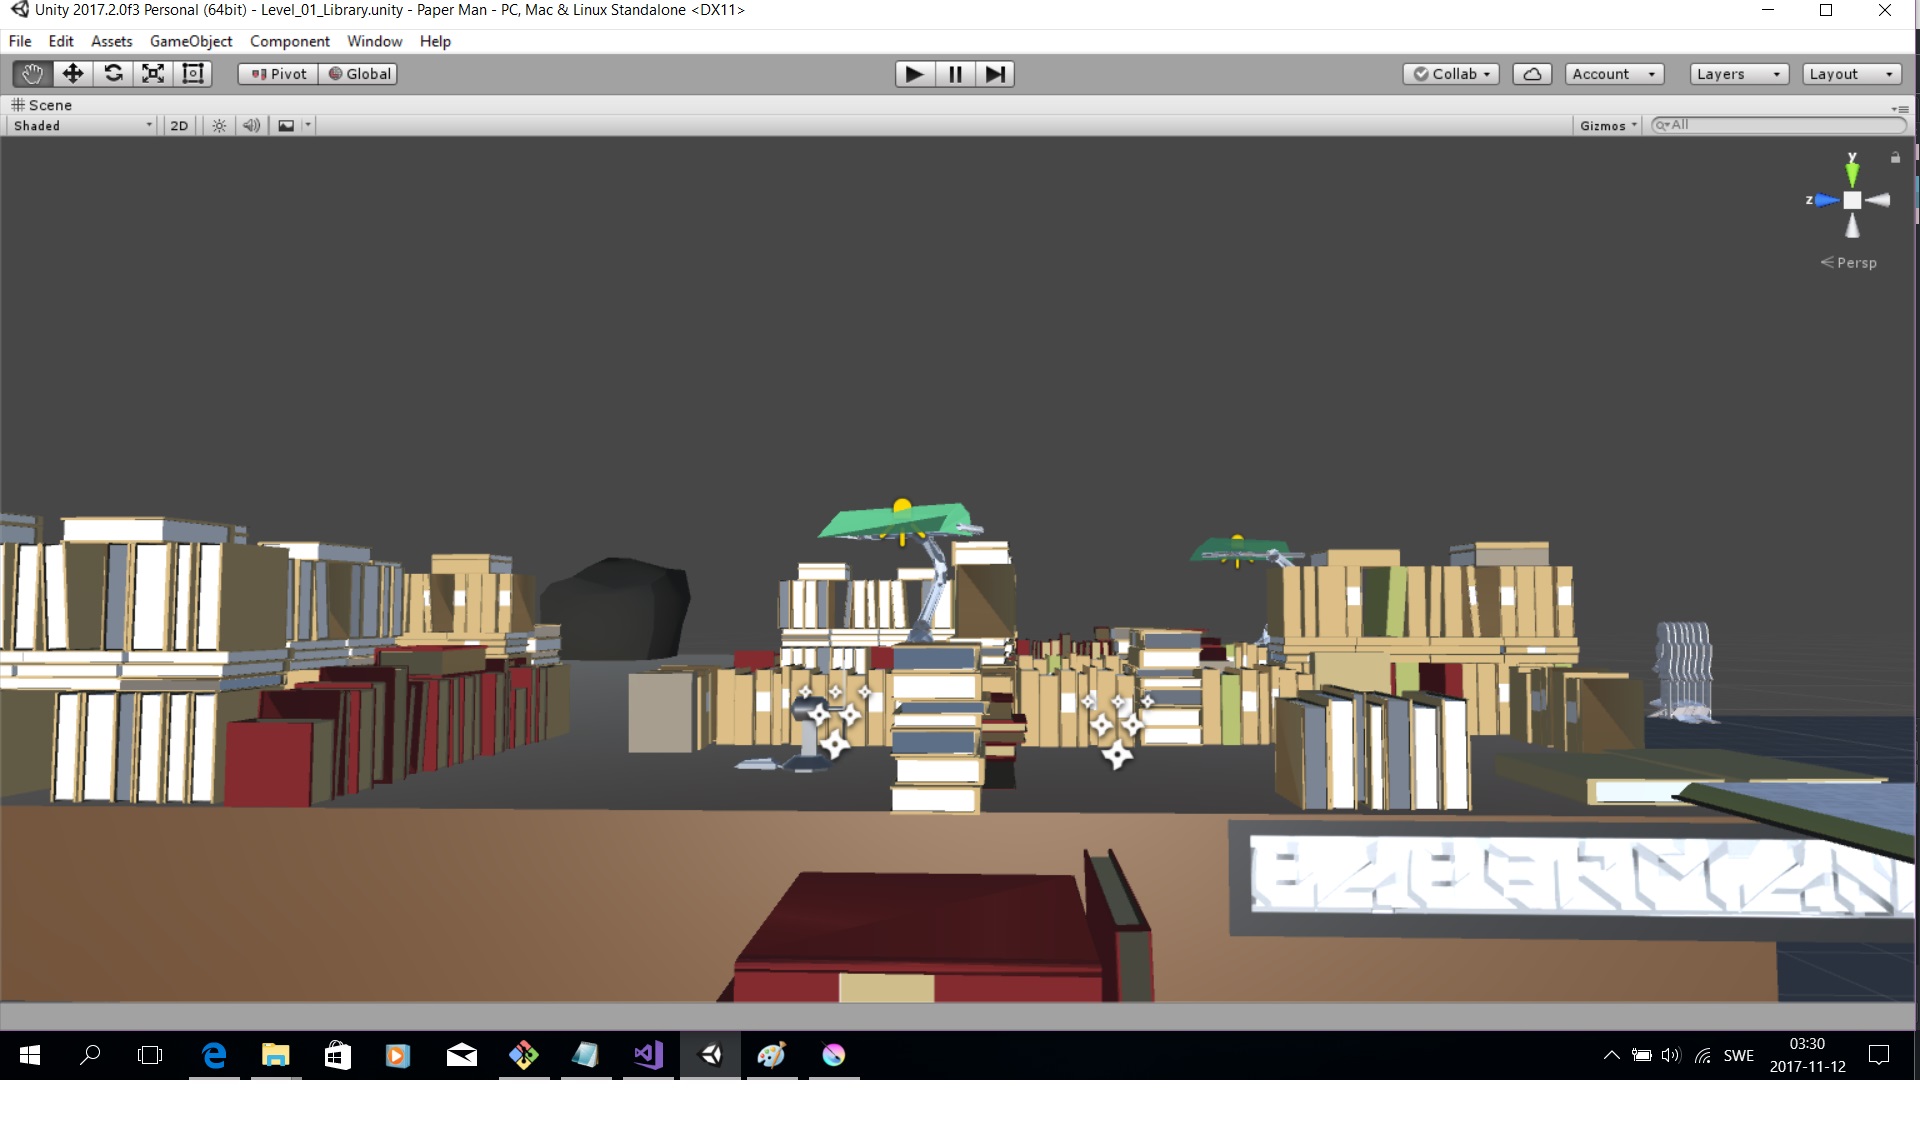 Unity 2017.2.0f3 Personal (64bit) - Level_01_Library.unity - Paper Man - PC, Mac & Linux Standalone <DX11>
File Edit Assets GameObject Component Window Help
Pivot Global Collab Account Layers Layout
Scene
Shaded 2D Gizmos All
y
z
Persp
SWE
03:30
2017-11-12